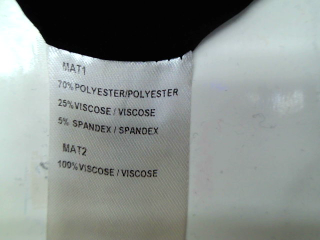 MAT1
70%POLYESTER/POLYESTER
25%VISCOSE / VISCOSE
5% SPANDEX / SPANDEX
MAT2
100%VISCOSE / VISCOSE